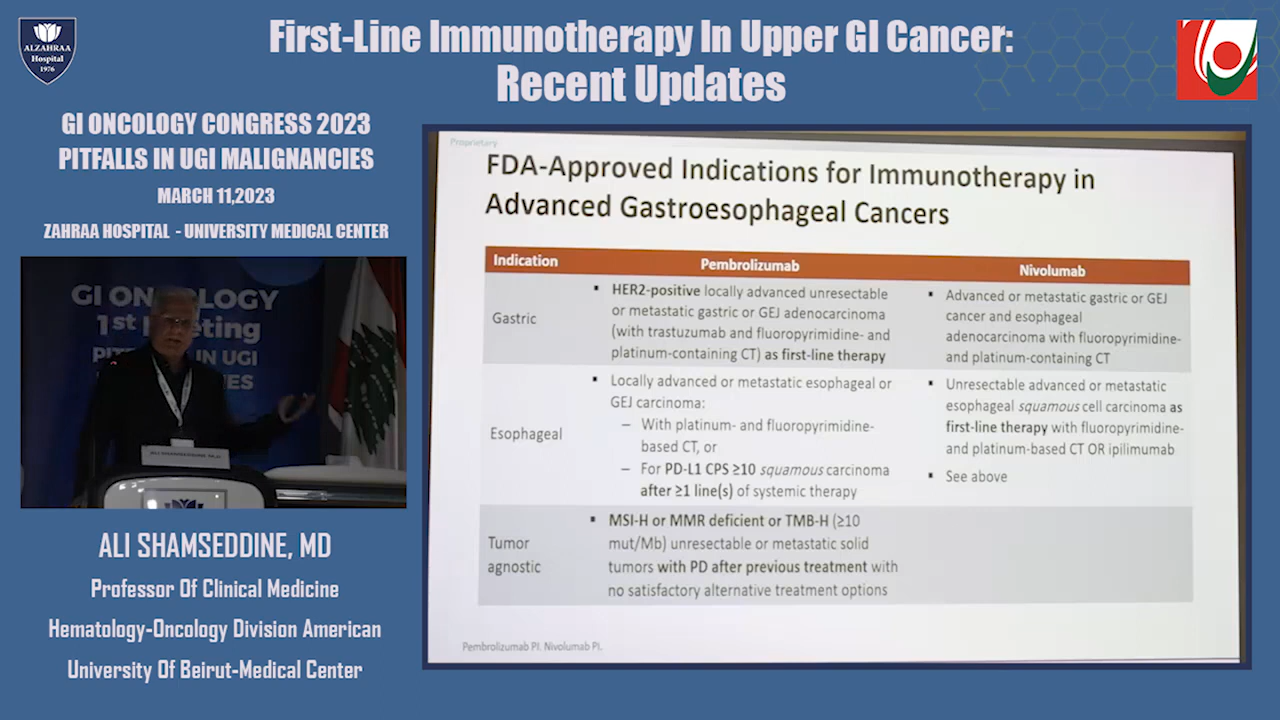 ALZAHRAA
Hospital
1976
First-Line Immunotherapy In Upper GI Cancer:
Recent Updates
GI ONCOLOGY CONGRESS 2023
PITFALLS IN UGI MALIGNANCIES
MARCH 11,2023
ZAHRAA HOSPITAL - UNIVERSITY MEDICAL CENTER
GI ON LOGY
1st eting
PIT IN UGI
IES
ALI SHAMSEDDINE, M.D
ALI SHAMSEDDINE, MD
Professor Of Clinical Medicine
Hematology-Oncology Division American
University Of Beirut-Medical Center
Proprietary
FDA-Approved Indications for Immunotherapy in
Advanced Gastroesophageal Cancers
Indication Pembrolizumab Nivolumab
Gastric
▪ HER2-positive locally advanced unresectable
or metastatic gastric or GEJ adenocarcinoma
(with trastuzumab and fluoropyrimidine- and
platinum-containing CT) as first-line therapy
▪ Advanced or metastatic gastric or GEJ
cancer and esophageal
adenocarcinoma with fluoropyrimidine-
and platinum-containing CT
Esophageal
▪ Locally advanced or metastatic esophageal or
GEJ carcinoma:
– With platinum- and fluoropyrimidine-
based CT, or
– For PD-L1 CPS ≥10 squamous carcinoma
after ≥1 line(s) of systemic therapy
▪ Unresectable advanced or metastatic
esophageal squamous cell carcinoma as
first-line therapy with fluoropyrimidine-
and platinum-based CT OR ipilimumab
▪ See above
Tumor
agnostic
▪ MSI-H or MMR deficient or TMB-H (≥10
mut/Mb) unresectable or metastatic solid
tumors with PD after previous treatment with
no satisfactory alternative treatment options
Pembrolizumab PI. Nivolumab PI.